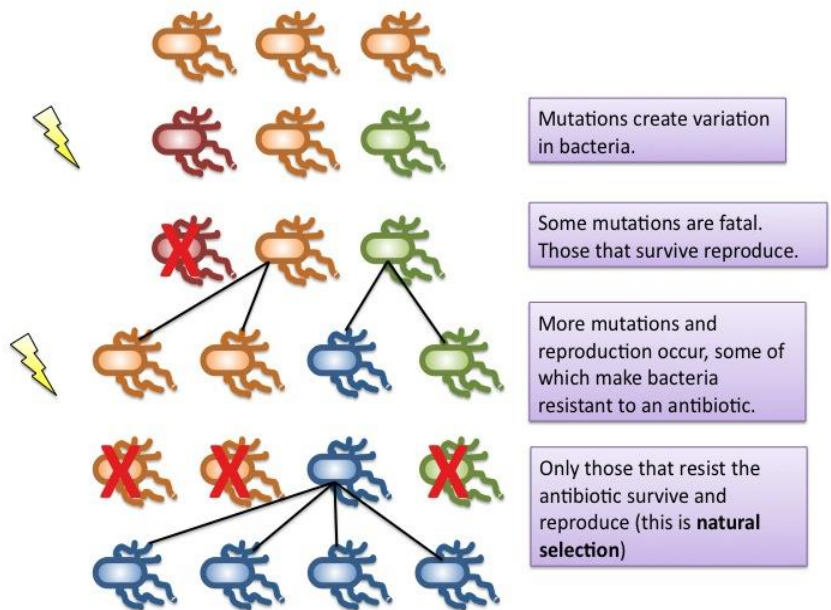 Mutations create variation
in bacteria.
Some mutations are fatal.
Those that survive reproduce.
More mutations and
reproduction occur, some of
which make bacteria
resistant to an antibiotic.
Only those that resist the
antibiotic survive and
reproduce (this is natural
selection)